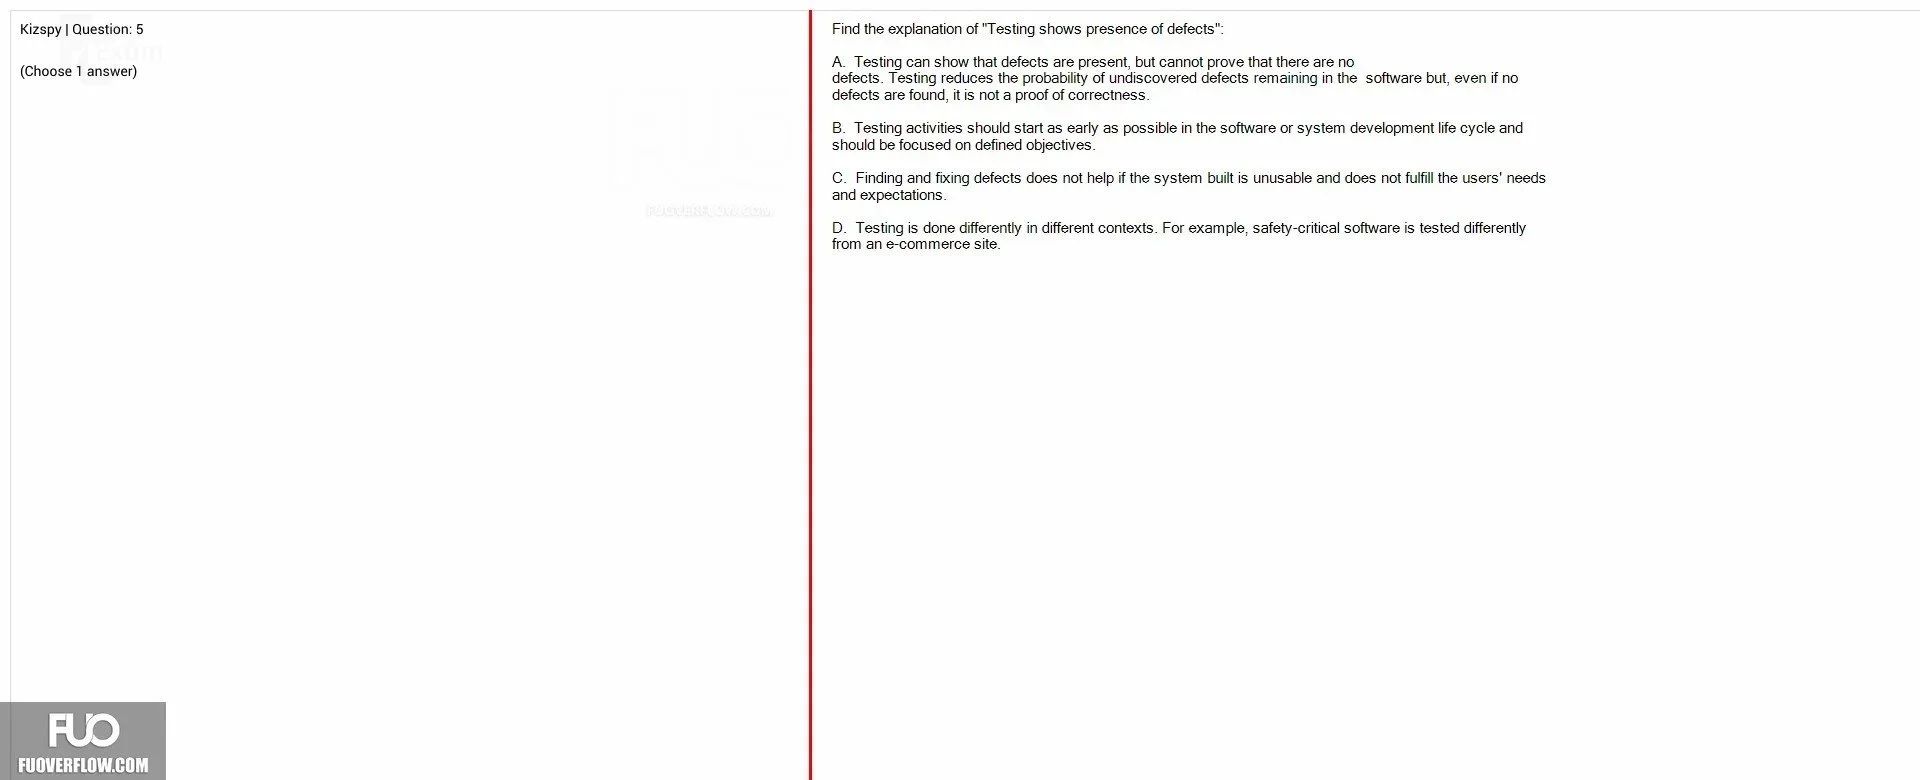 Kizspy | Question: 5
(Choose 1 answer)
Find the explanation of "Testing shows presence of defects":
A. Testing can show that defects are present, but cannot prove that there are no
defects. Testing reduces the probability of undiscovered defects remaining in the software but, even if no
defects are found, it is not a proof of correctness.
B. Testing activities should start as early as possible in the software or system development life cycle and
should be focused on defined objectives.
C. Finding and fixing defects does not help if the system built is unusable and does not fulfill the users' needs
and expectations.
D. Testing is done differently in different contexts. For example, safety-critical software is tested differently
from an e-commerce site.
FUOVERFLOW.COM
FUO
FUOVERFLOW.COM